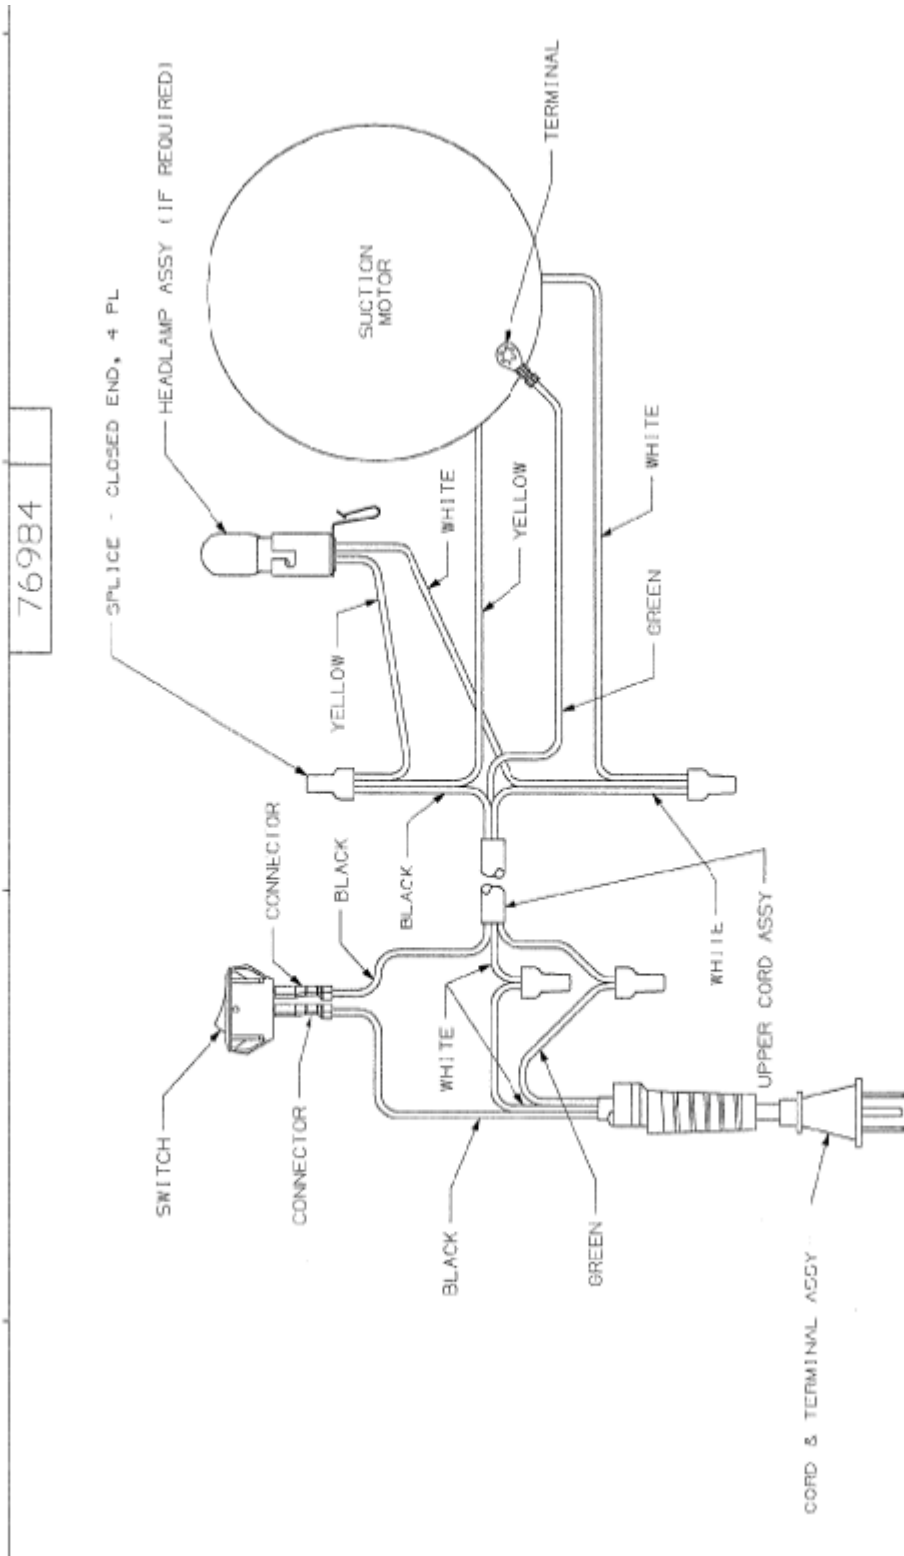 76984
SPLICE - CLOSED END, 4 PL
HEADLAMP ASSY (IF REQUIRED)
SWITCH
CONNECTOR
CONNECTOR
BLACK
YELLOW
WHITE
SUCTION
MOTOR
TERMINAL
BLACK
BLACK
WHITE
YELLOW
GREEN
GREEN
WHITE
WHITE
UPPER CORD ASSY
CORD & TERMINAL ASSY